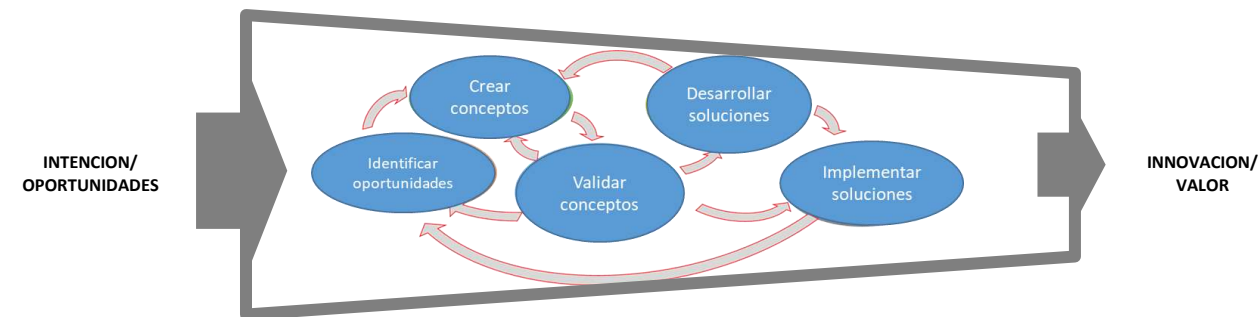 INTENCION/
OPORTUNIDADES
Identificar
oportunidades
Crear
conceptos
Validar
conceptos
Desarrollar
soluciones
Implementar
soluciones
INNOVACION/
VALOR